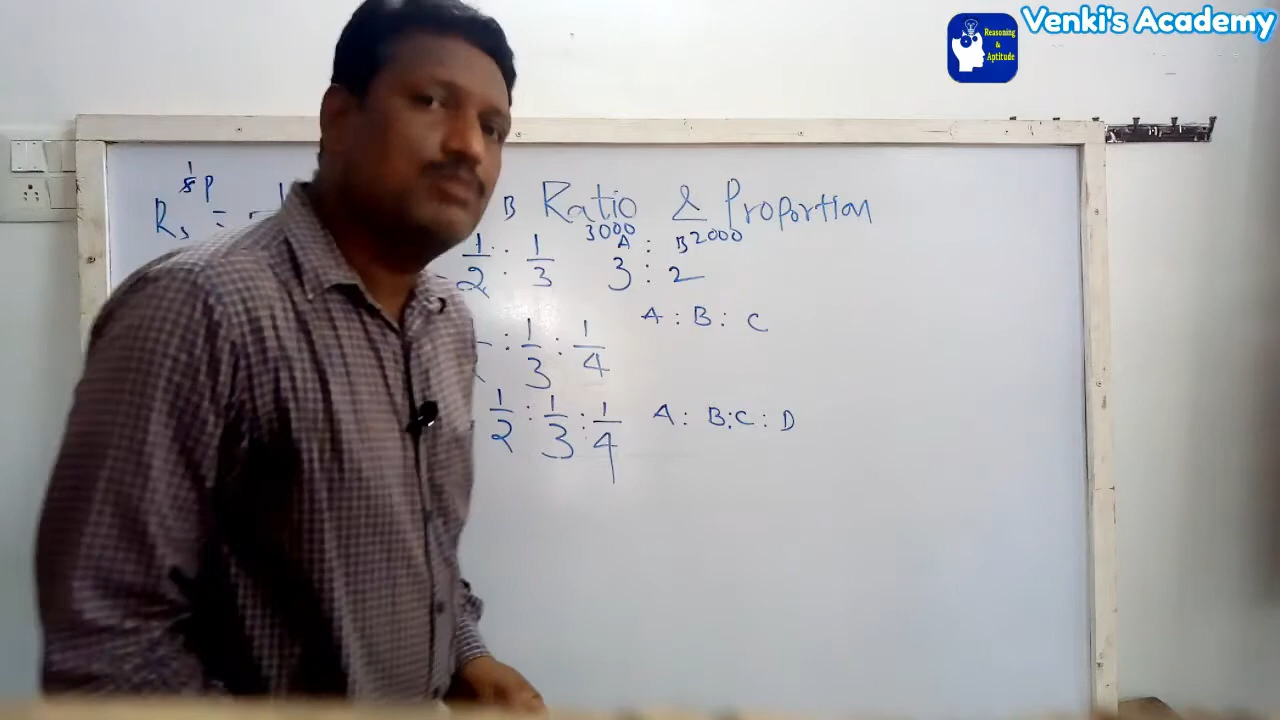 Venki's Academy
Reasoning
&
Aptitude
B Ratio & Proportion
3000
A : B 2000
1/2 : 1/3 3 : 2
A : B : C
: 1/3 : 1/4
1/2 : 1/3 : 1/4 A : B : C : D
1
P
Rs =